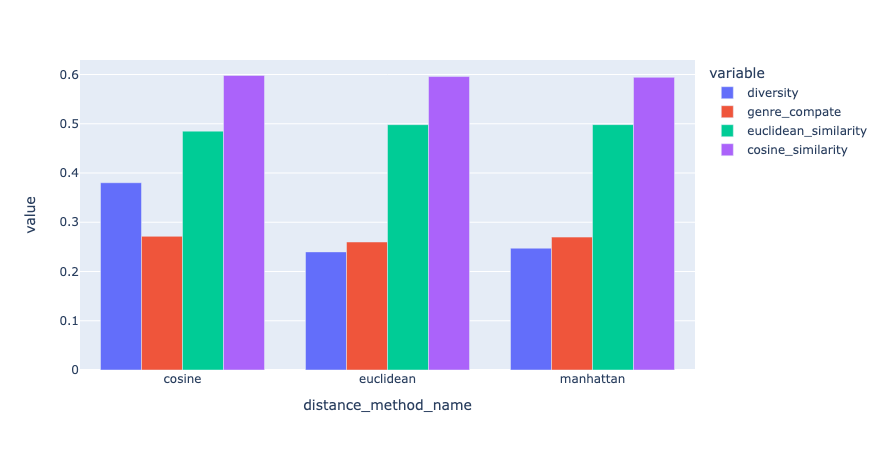 0.6
0.5
0.4
0.3
0.2
0.1
0
value
cosine
euclidean
manhattan
distance_method_name
variable
diversity
genre_compate
euclidean_similarity
cosine_similarity